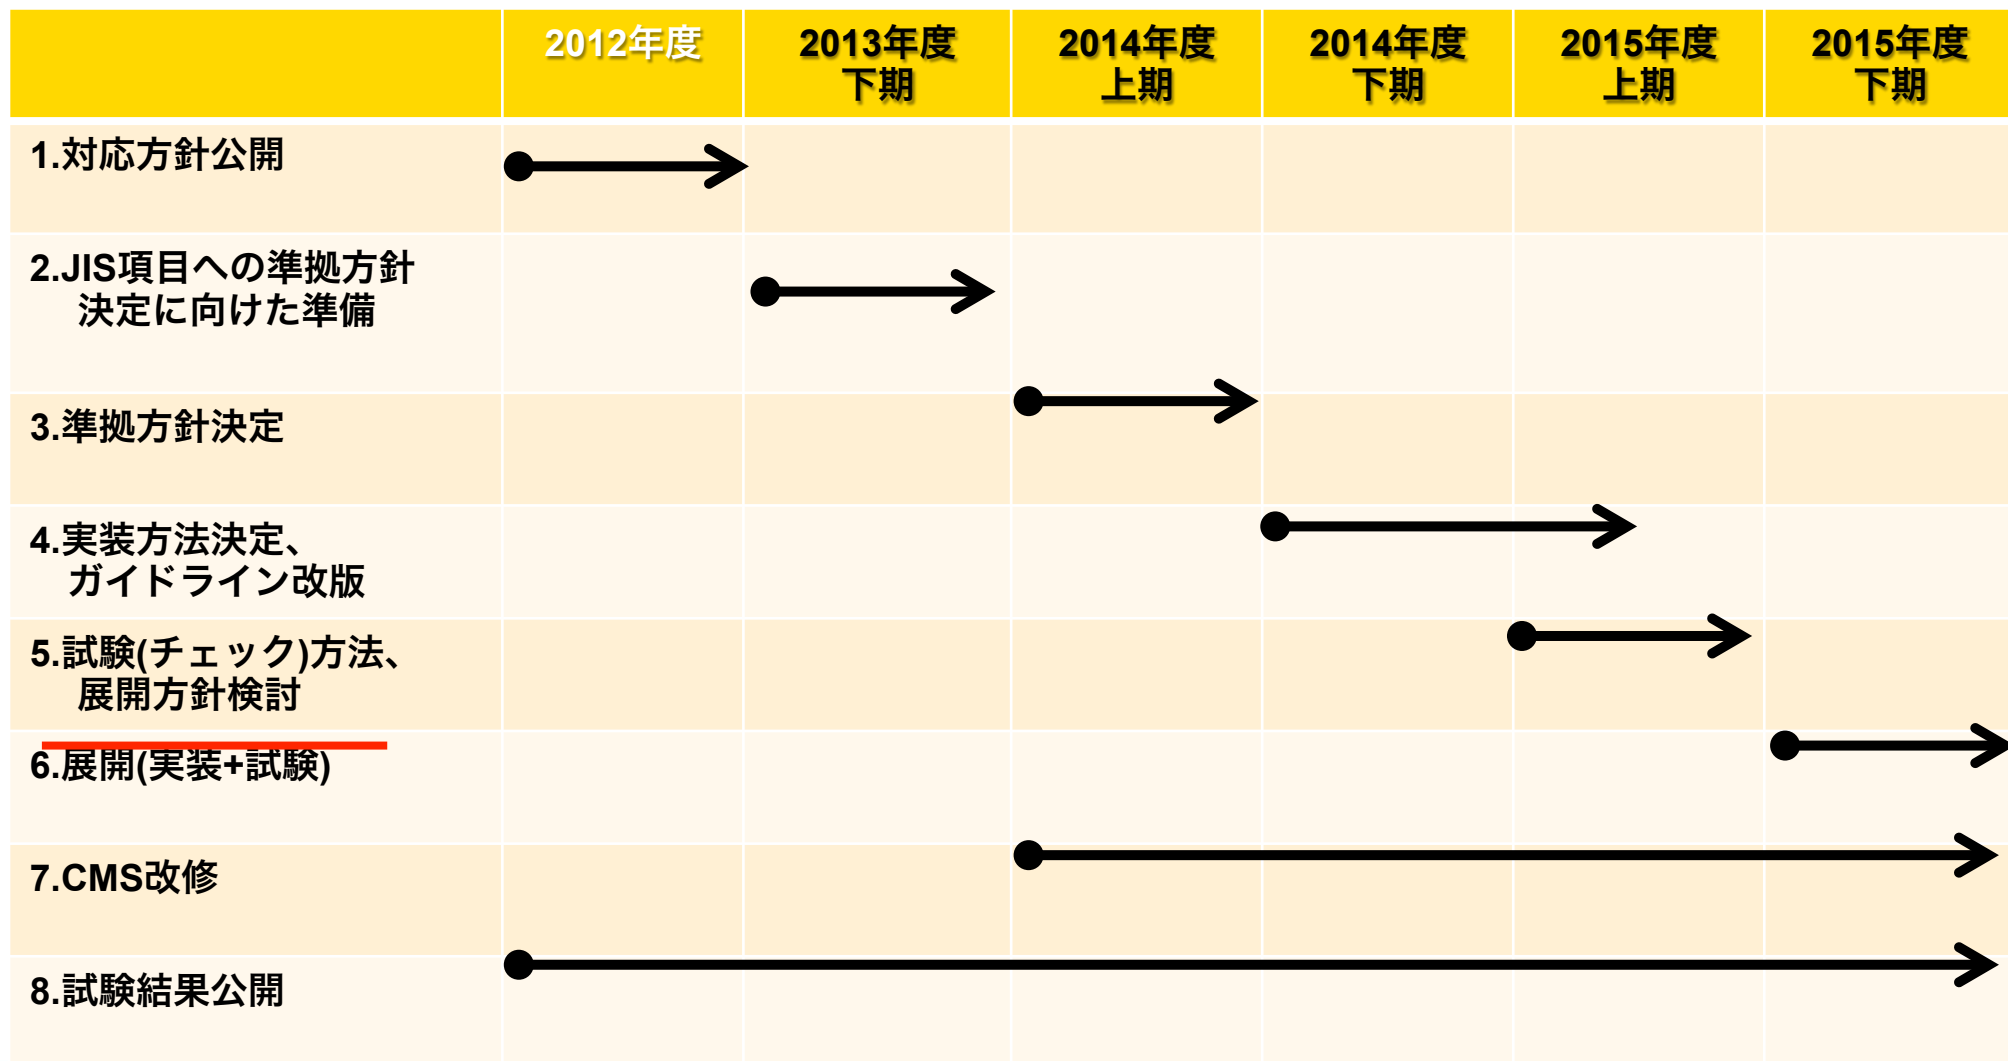 2012年度
2013年度
下期
2014年度
上期
2014年度
下期
2015年度
上期
2015年度
下期
1.対応方針公開
2.JIS項目への準拠方針
決定に向けた準備
3.準拠方針決定
4.実装方法決定、
ガイドライン改版
5.試験(チェック)方法、
展開方針検討
6.展開(実装+試験)
7.CMS改修
8.試験結果公開